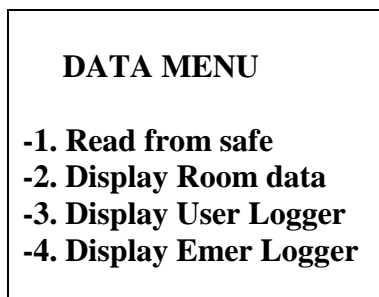 DATA MENU
-1. Read from safe
-2. Display Room data
-3. Display User Logger
-4. Display Emer Logger